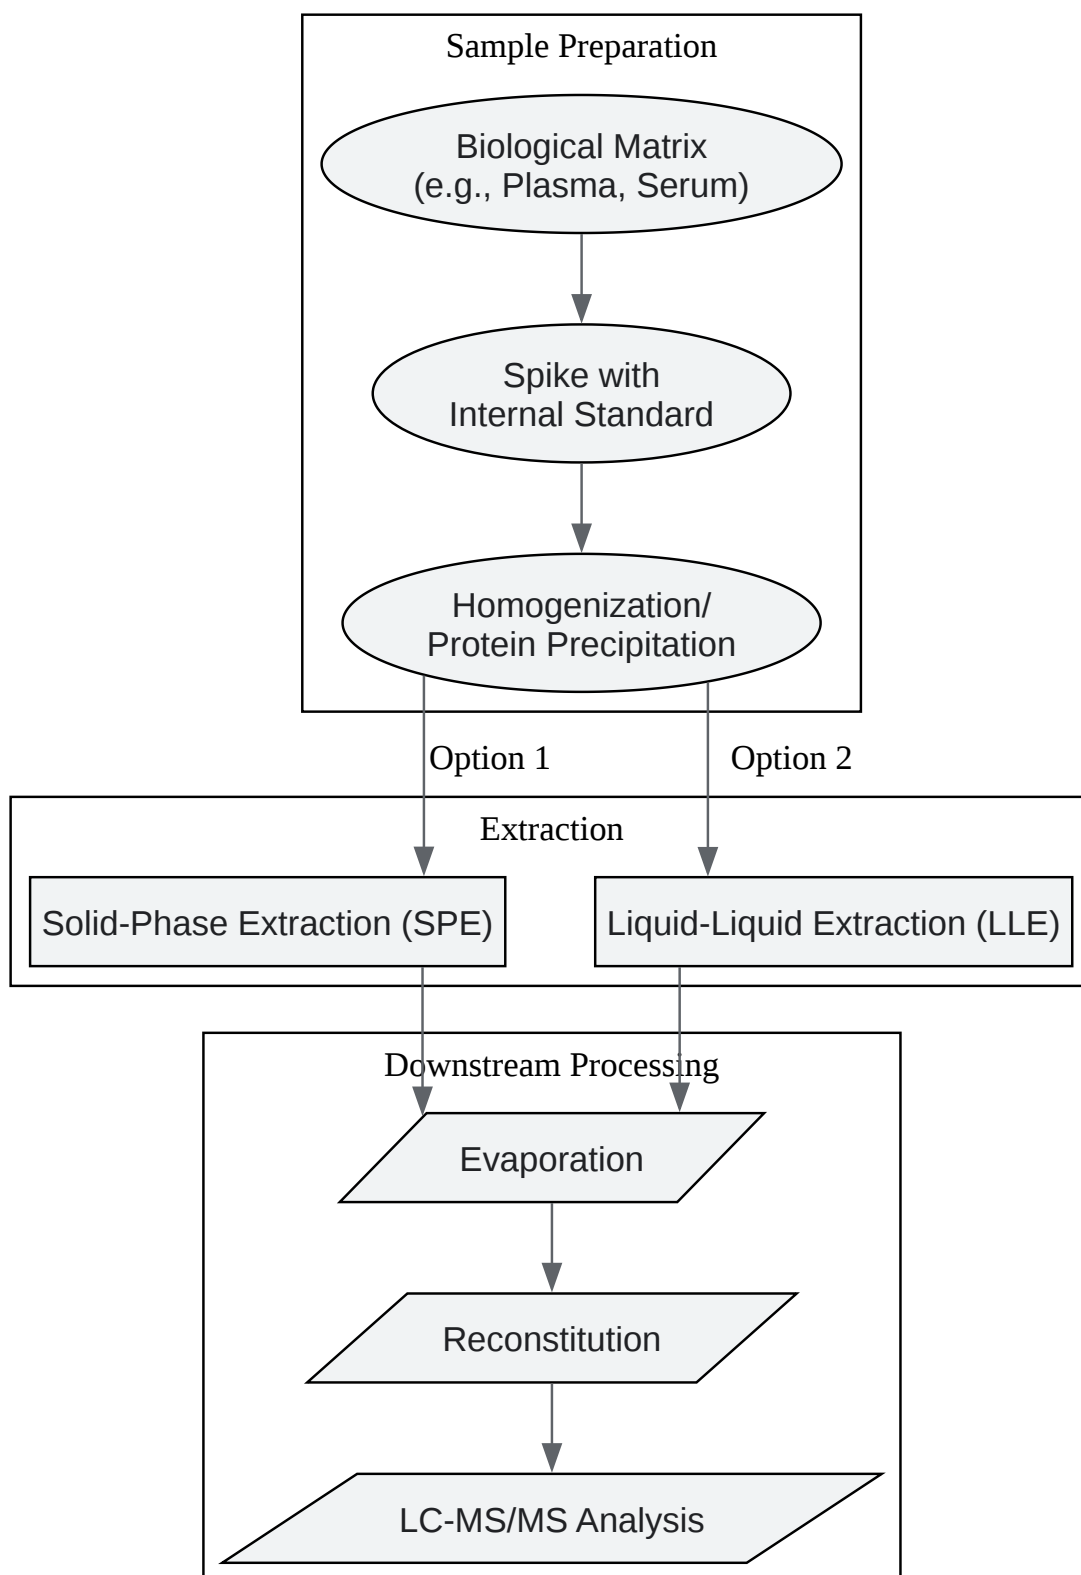 Sample Preparation
Biological Matrix
(e.g., Plasma, Serum)
Spike with
Internal Standard
Homogenization/
Protein Precipitation
Option 1
Option 2
Extraction
Solid-Phase Extraction (SPE)
Liquid-Liquid Extraction (LLE)
Downstream Processing
Evaporation
Reconstitution
LC-MS/MS Analysis